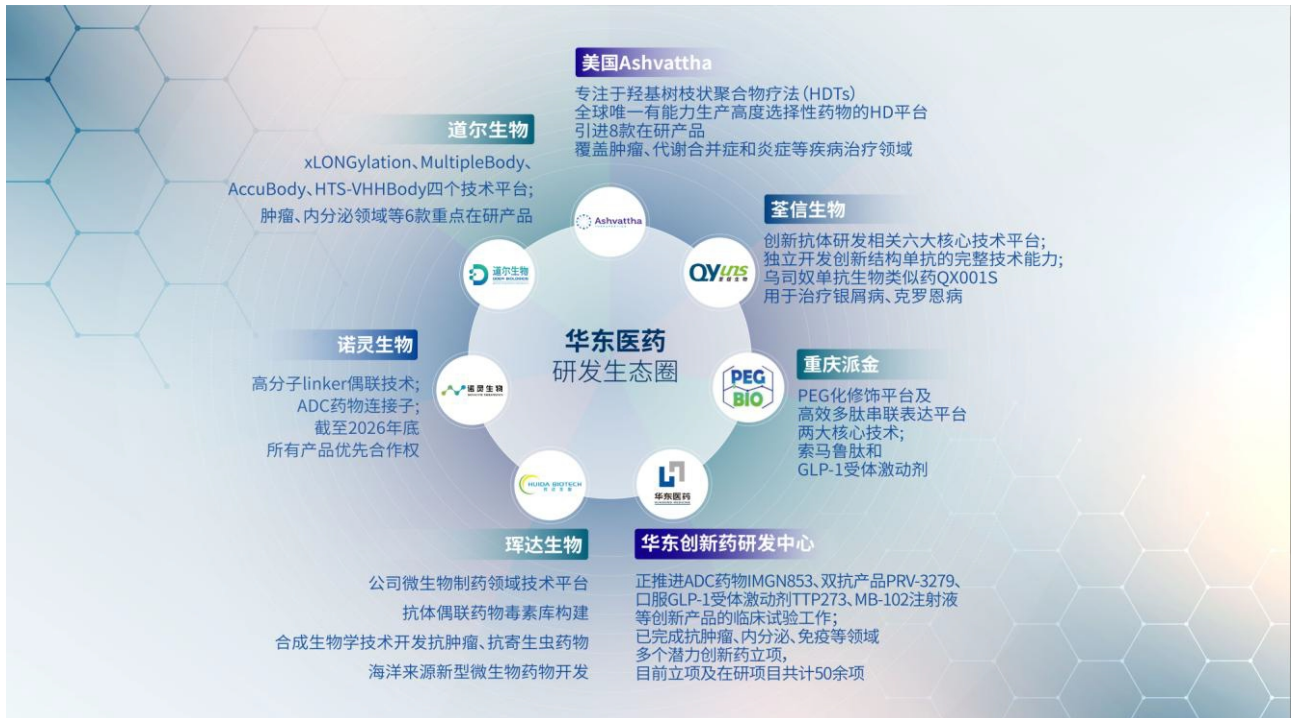 美国Ashvattha
专注于羟基树枝状聚合物疗法（HDTs）
全球唯一有能力生产高度选择性药物的HD平台
引进8款在研产品
覆盖肿瘤、代谢合并症和炎症等疾病治疗领域
道尔生物
xLONGylation、MultipleBody、
AccuBody、HTS-VHHBody四个技术平台;
肿瘤、内分泌领域等6款重点在研产品
Ashvattha
荃信生物
创新抗体研发相关六大核心技术平台;
独立开发创新结构单抗的完整技术能力;
乌司奴单抗生物类似药QX001S
用于治疗银屑病、克罗恩病
道尔生物
QYuns
荃信生物
华东医药
研发生态圈
诺灵生物
高分子linker偶联技术;
ADC药物连接子;
截至2026年底
所有产品优先合作权
诺灵生物
PEG
BIO
重庆派金
PEG化修饰平台及
高效多肽串联表达平台
两大核心技术;
索马鲁肽和
GLP-1受体激动剂
HUIDA BIOTECH
华东医药
珲达生物
公司微生物制药领域技术平台
抗体偶联药物毒素库构建
合成生物学技术开发抗肿瘤、抗寄生虫药物
海洋来源新型微生物药物开发
华东创新药研发中心
正推进ADC药物IMGN853、双抗产品PRV-3279、
口服GLP-1受体激动剂TTP273、MB-102注射液
等创新产品的临床试验工作;
已完成抗肿瘤、内分泌、免疫等领域
多个潜力创新药立项,
目前立项及在研项目共计50余项